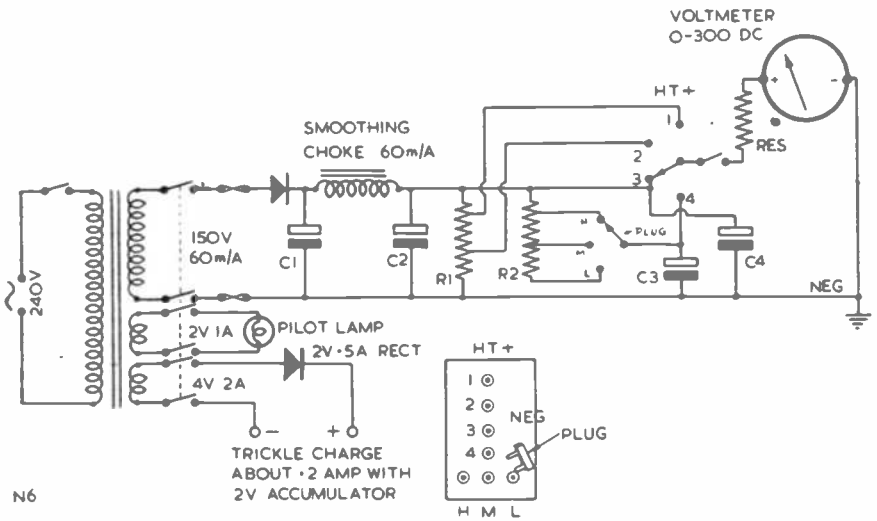 VOLTMETER
0-300 DC
+ -
HT+
1
2
3
4
RES
SMOOTHING
CHOKE 60m/A
240V
150V
60m/A
C1
C2
R1
R2
H
M
L
PLUG
C3
C4
NEG
2V 1A
PILOT LAMP
2V·5A RECT
4V 2A
- +
TRICKLE CHARGE
ABOUT ·2 AMP WITH
2V ACCUMULATOR
HT+
1
2
NEG
3
PLUG
4
H M L
N6